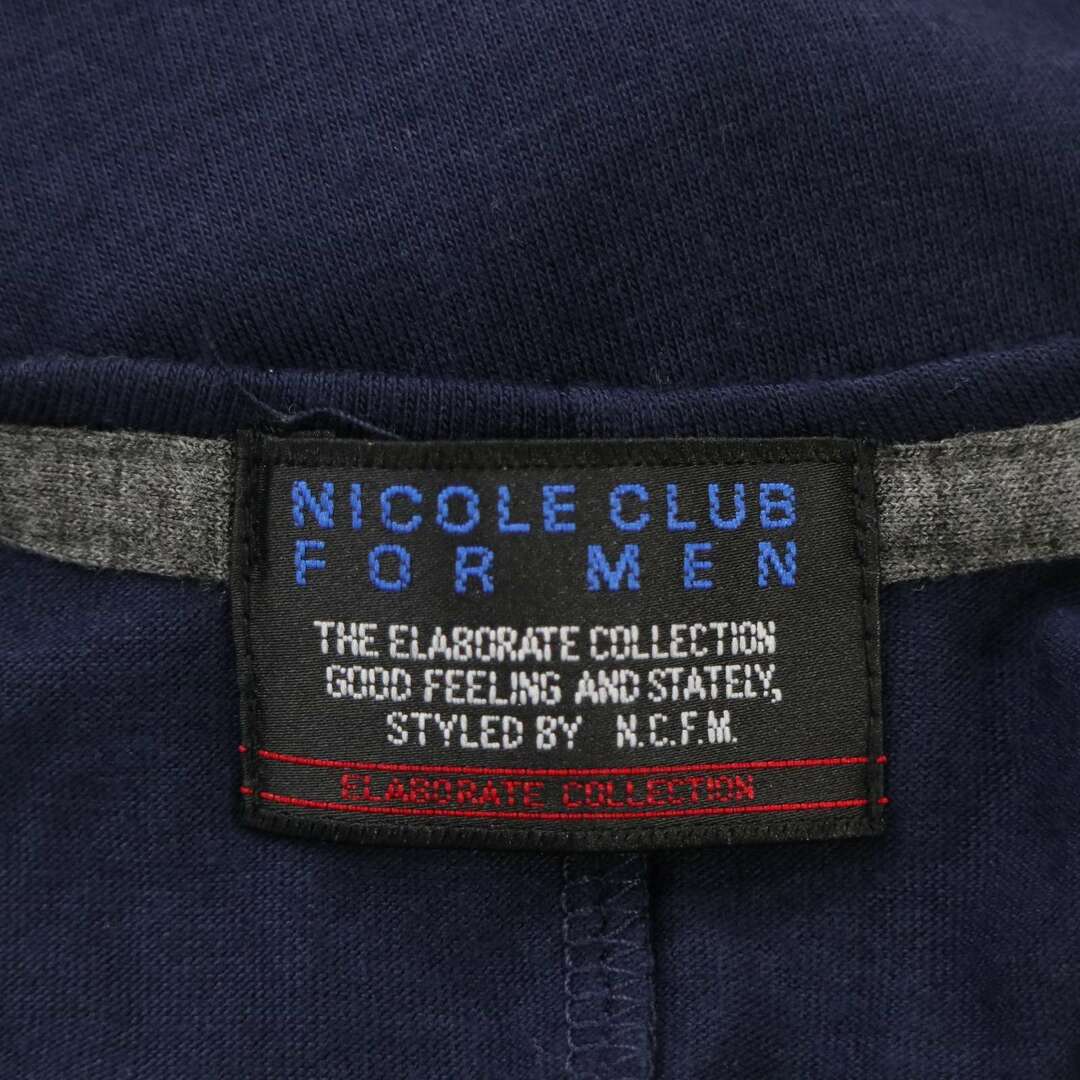 NICOLE CLUB
FOR MEN
THE ELABORATE COLLECTION
GOOD FEELING AND STATELY,
STYLED BY N.C.F.M.
ELABORATE COLLECTION